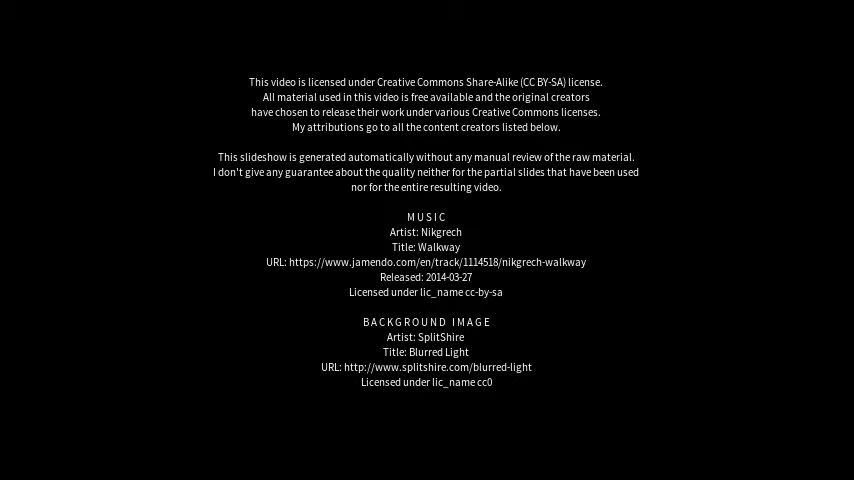 This video is licensed under Creative Commons Share-Alike (CC BY-SA) license.
All material used in this video is free available and the original creators
have chosen to release their work under various Creative Commons licenses.
My attributions go to all the content creators listed below.
This slideshow is generated automatically without any manual review of the raw material.
I don't give any guarantee about the quality neither for the partial slides that have been used
nor for the entire resulting video.
MUSIC
Artist: Nikgrech
Title: Walkway
URL: https://www.jamendo.com/en/track/1114518/nikgrech-walkway
Released: 2014-03-27
Licensed under lic_name cc-by-sa
BACKGROUND IMAGE
Artist: SplitShire
Title: Blurred Light
URL: http://www.splitshire.com/blurred-light
Licensed under lic_name cc0